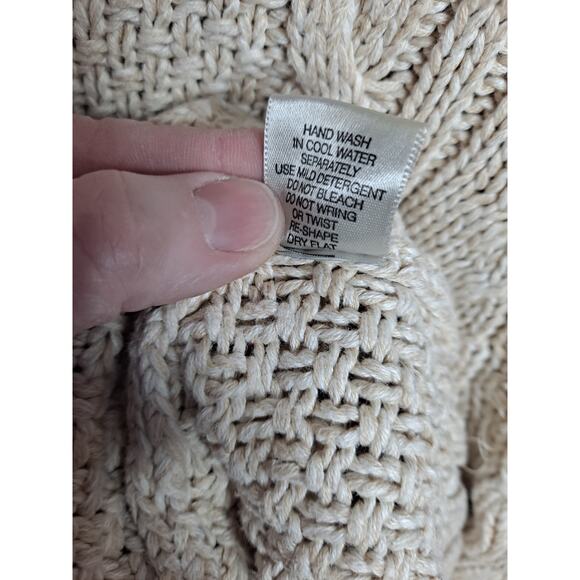 HAND WASH
IN COOL WATER
SEPARATELY
USE MILD DETERGENT
DO NOT BLEACH
DO NOT WRING
OR TWIST
RE-SHAPE
DRY FLAT